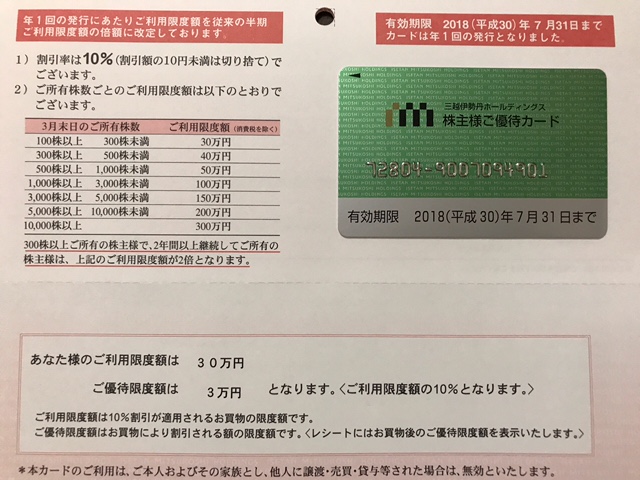 年1回の発行にあたりご利用限度額を従来の半期
ご利用限度額の倍額に改定しております。
1）割引率は10%（割引額の10円未満は切り捨て）で
ございます。
2）ご所有株数ごとのご利用限度額は以下のとおりで
ございます。
3月末日のご所有株数 ご利用限度額（消費税を除く）
100株以上 300株未満 30万円
300株以上 500株未満 40万円
500株以上 1,000株未満 50万円
1,000株以上 3,000株未満 100万円
3,000株以上 5,000株未満 150万円
5,000株以上 10,000株未満 200万円
10,000株以上 300万円
300株以上ご所有の株主様で、2年間以上継続してご所有の
株主様は、上記のご利用限度額が2倍となります。
有効期限 2018（平成30）年7月31日まで
カードは年1回の発行となりました。
三越伊勢丹ホールディングス
株主様ご優待カード
72804-9007094901
有効期限 2018（平成30）年7月31日まで
あなた様のご利用限度額は 30万円
ご優待限度額は 3万円 となります。〈ご利用限度額の10%となります。〉
ご利用限度額は10%割引が適用されるお買物の限度額です。
ご優待限度額はお買物により割引される額の限度額です。〈レシートにはお買物後のご優待限度額を表示いたします。〉
＊本カードのご利用は、ご本人およびその家族とし、他人に譲渡・売買・貸与等された場合は、無効といたします。